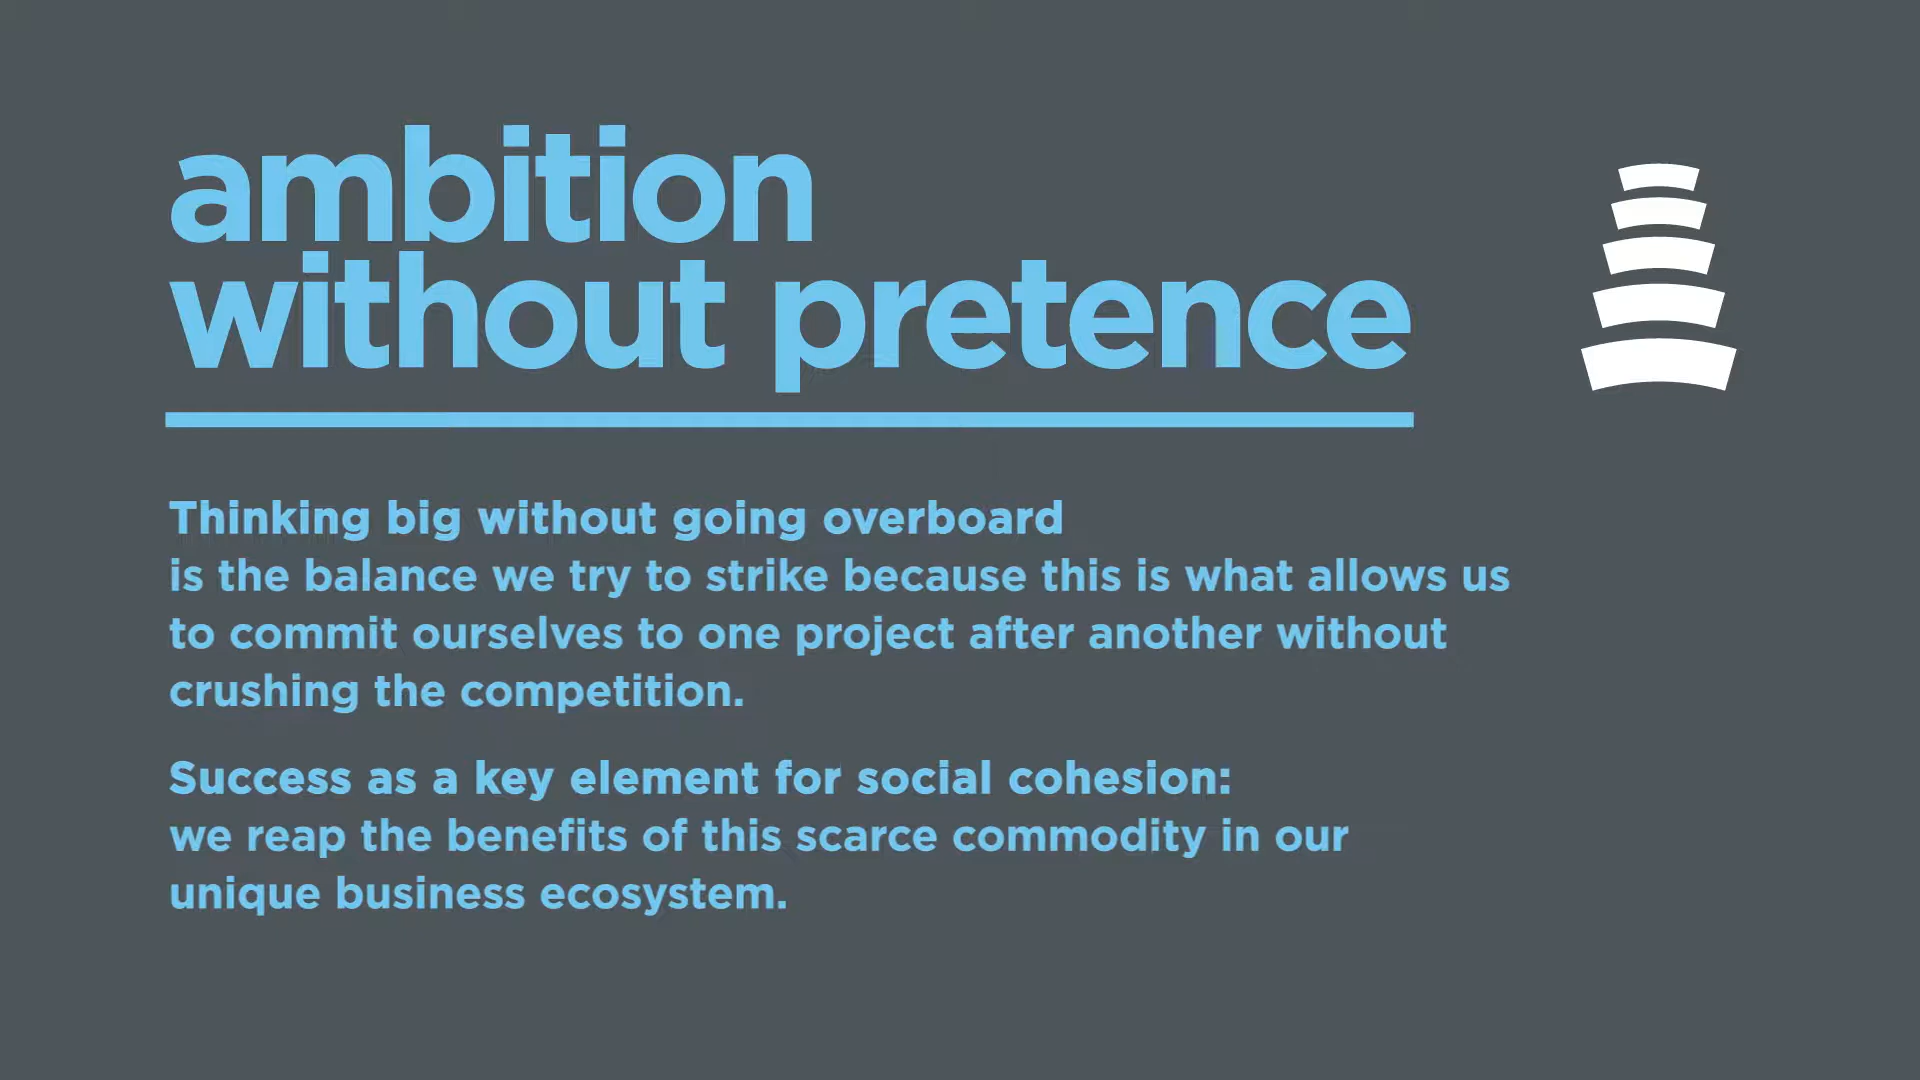 ambition
without pretence
Thinking big without going overboard
is the balance we try to strike because this is what allows us
to commit ourselves to one project after another without
crushing the competition.
Success as a key element for social cohesion:
we reap the benefits of this scarce commodity in our
unique business ecosystem.